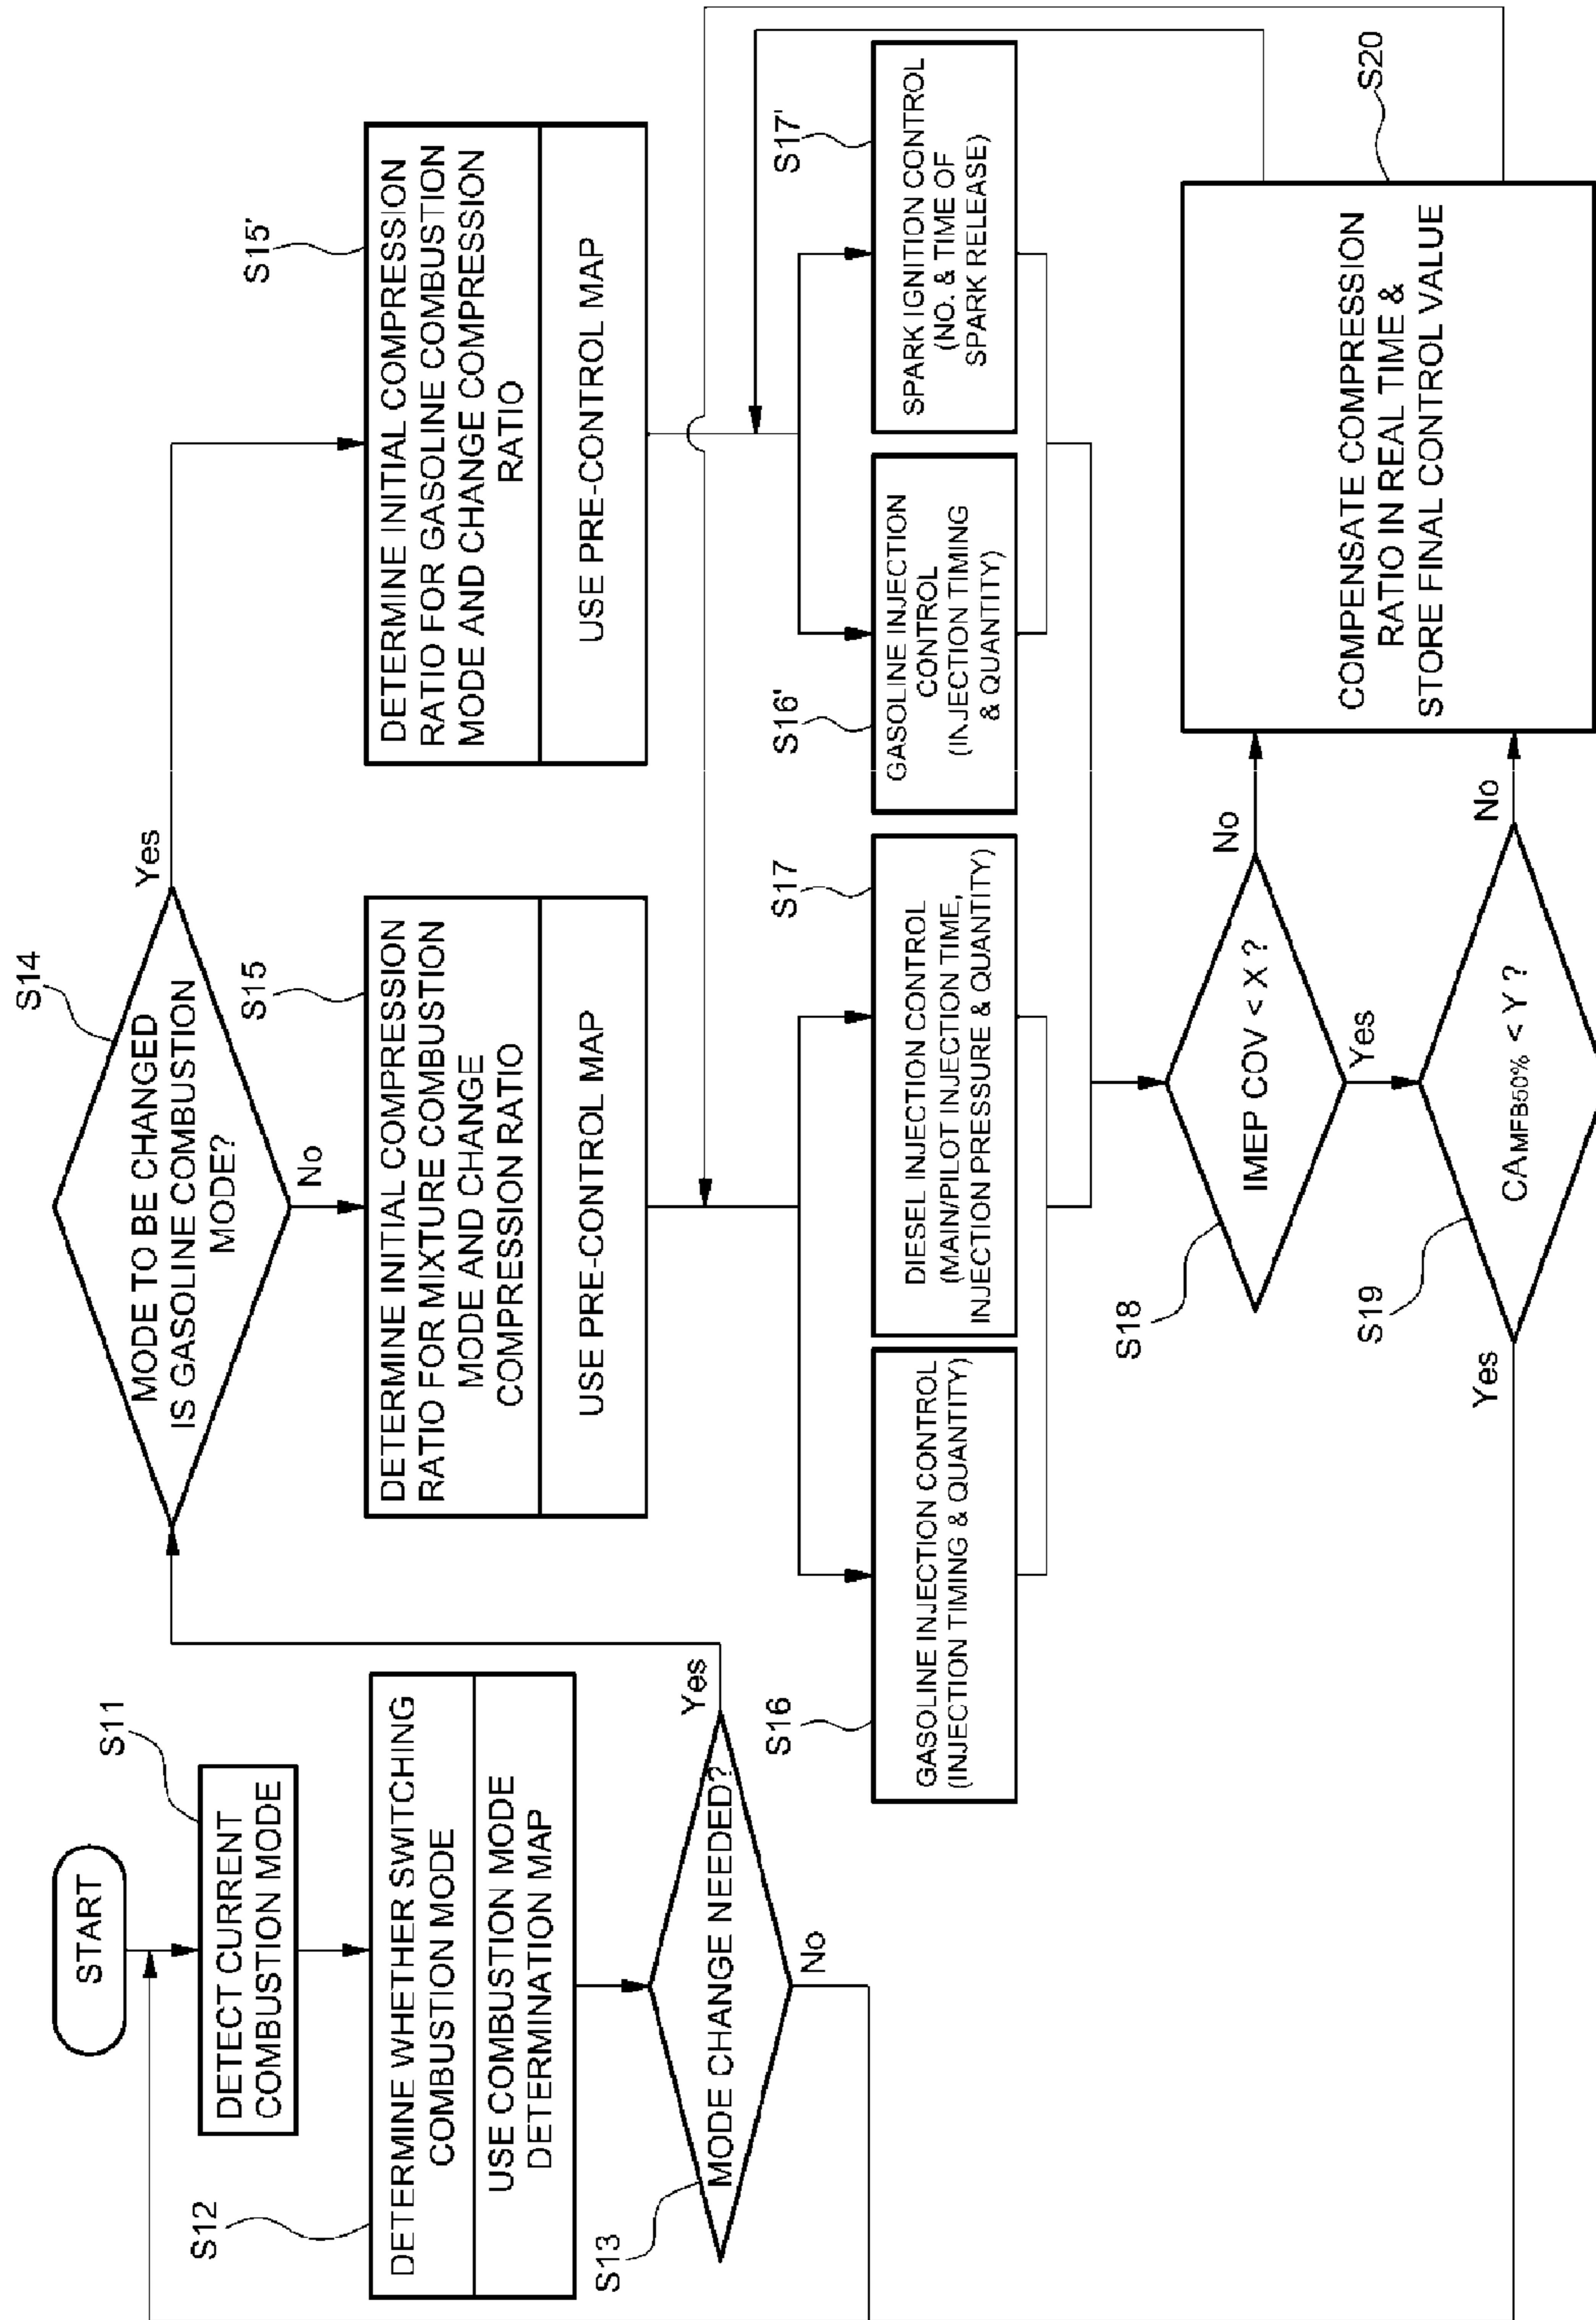 START
S11
DETECT CURRENT
COMBUSTION MODE
S12
DETERMINE WHETHER SWITCHING
COMBUSTION MODE
USE COMBUSTION MODE
DETERMINATION MAP
S13
MODE CHANGE NEEDED?
Yes
No
S14
MODE TO BE CHANGED
IS GASOLINE COMBUSTION
MODE?
Yes
No
S15
DETERMINE INITIAL COMPRESSION
RATIO FOR MIXTURE COMBUSTION
MODE AND CHANGE
COMPRESSION RATIO
USE PRE-CONTROL MAP
S15'
DETERMINE INITIAL COMPRESSION
RATIO FOR GASOLINE COMBUSTION
MODE AND CHANGE COMPRESSION
RATIO
USE PRE-CONTROL MAP
S16
GASOLINE INJECTION CONTROL
(INJECTION TIMING & QUANTITY)
S17
DIESEL INJECTION CONTROL
(MAIN/PILOT INJECTION TIME,
INJECTION PRESSURE & QUANTITY)
S16'
GASOLINE INJECTION
CONTROL
(INJECTION TIMING
& QUANTITY)
S17'
SPARK IGNITION CONTROL
(NO. & TIME OF
SPARK RELEASE)
S18
IMEP COV < X ?
No
Yes
S19
CAMFB50% < Y ?
Yes
No
S20
COMPENSATE COMPRESSION
RATIO IN REAL TIME &
STORE FINAL CONTROL VALUE